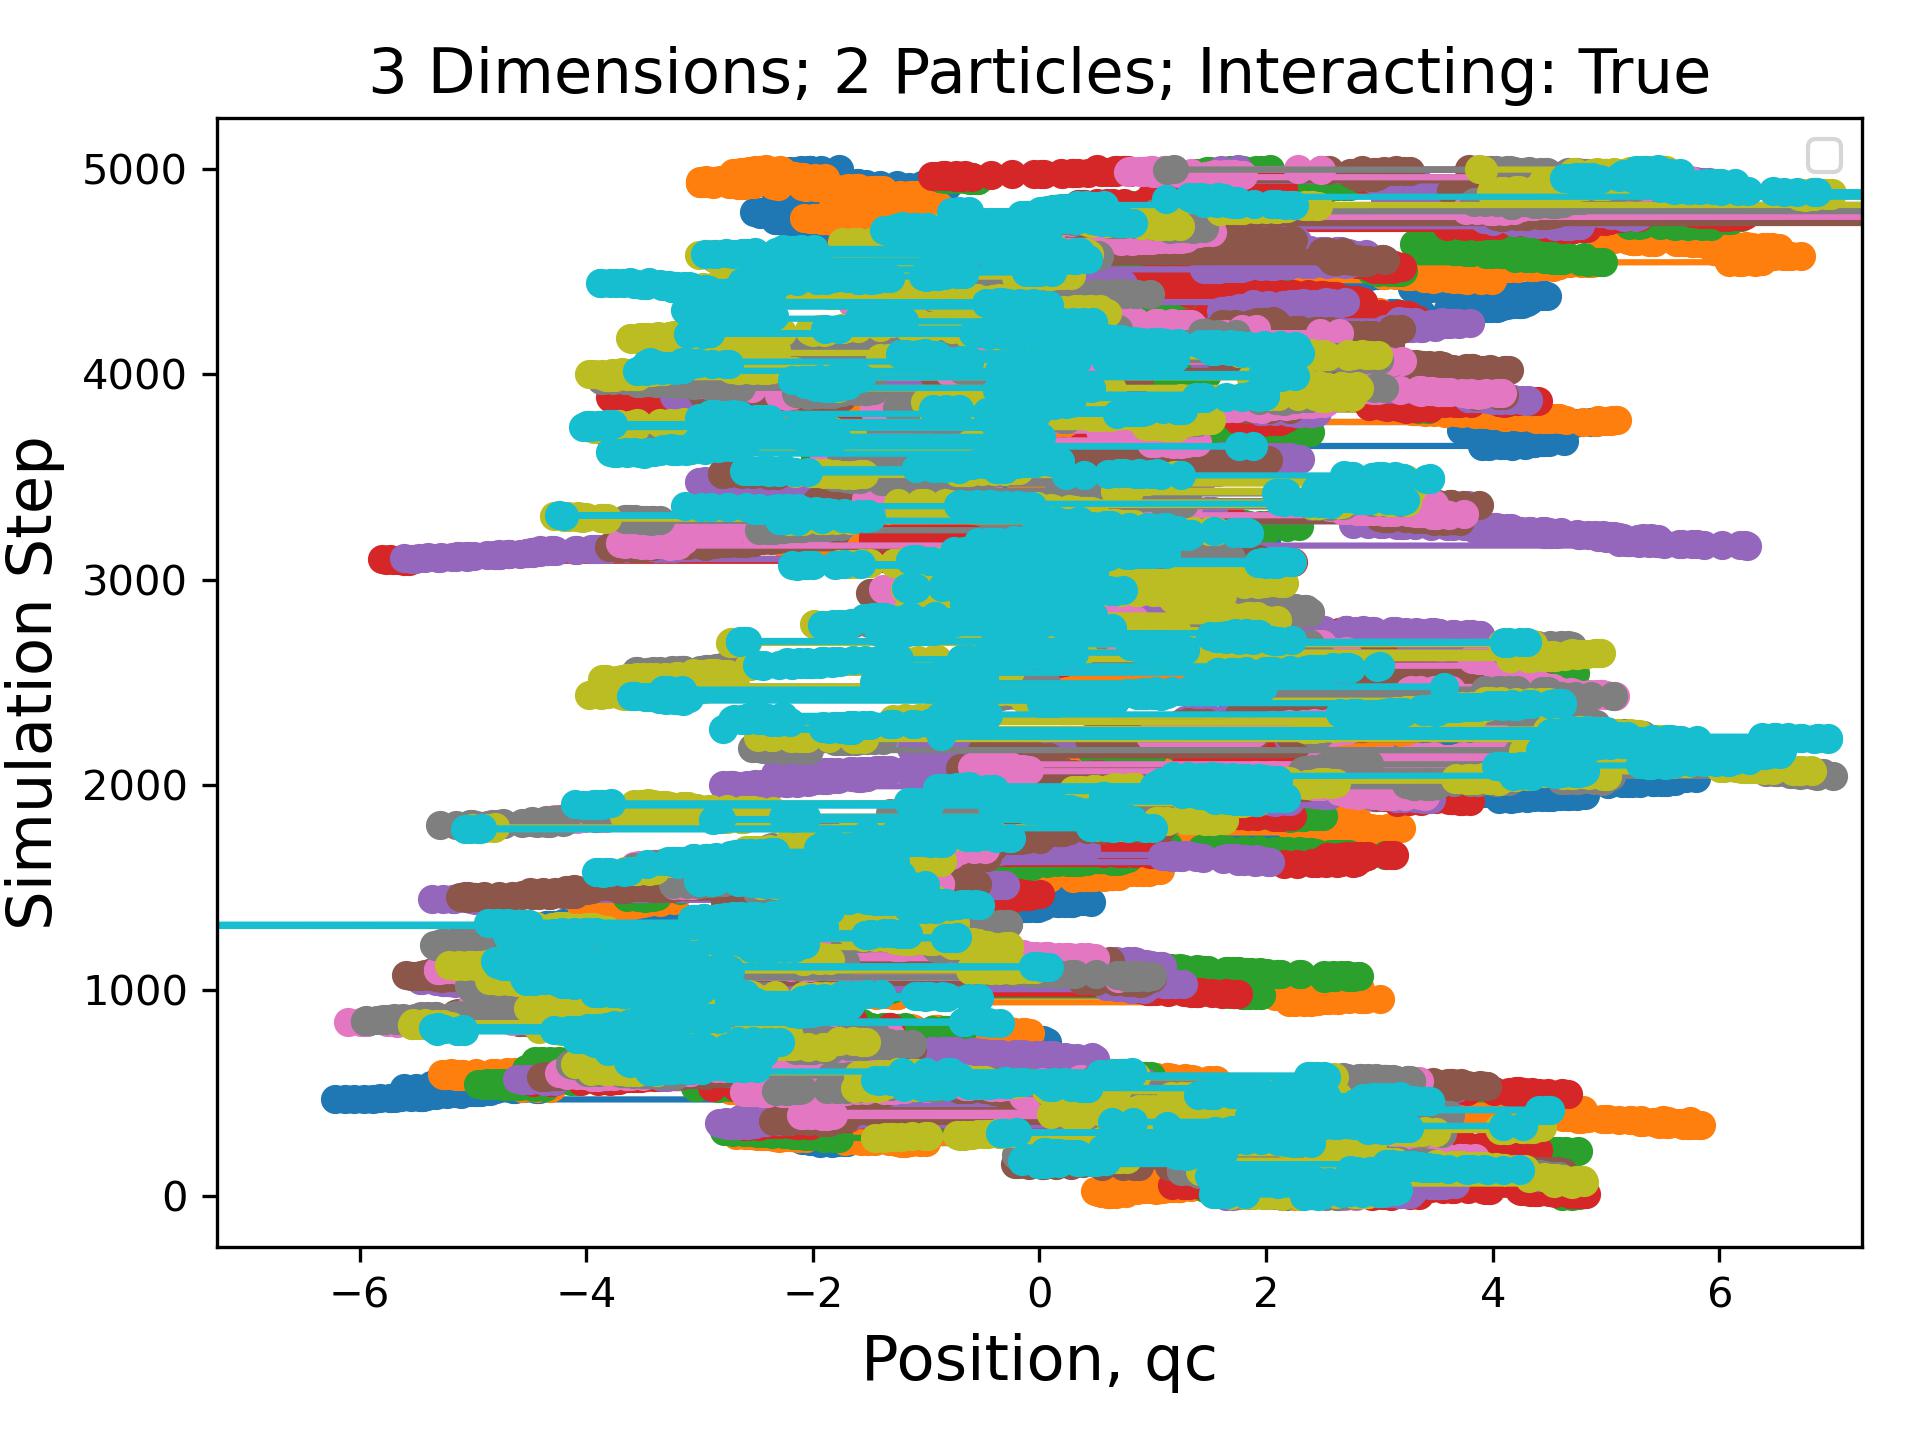 3 Dimensions; 2 Particles; Interacting: True
5000
4000
3000
2000
1000
0
Simulation Step
−6 −4 −2 0 2 4 6
Position, qc